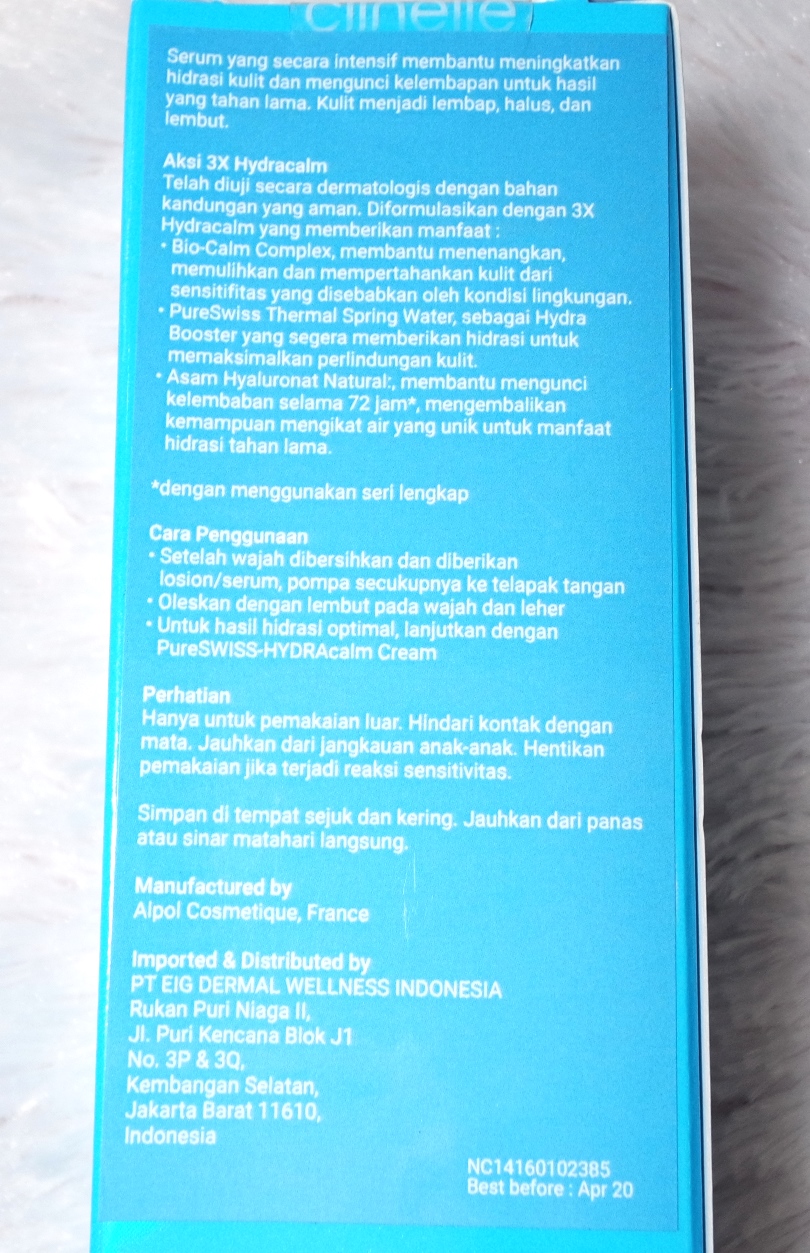 clinelle
Serum yang secara intensif membantu meningkatkan
hidrasi kulit dan mengunci kelembapan untuk hasil
yang tahan lama. Kulit menjadi lembap, halus, dan
lembut.
Aksi 3X Hydracalm
Telah diuji secara dermatologis dengan bahan
kandungan yang aman. Diformulasikan dengan 3X
Hydracalm yang memberikan manfaat :
• Bio-Calm Complex, membantu menenangkan,
memulihkan dan mempertahankan kulit dari
sensitifitas yang disebabkan oleh kondisi lingkungan.
• PureSwiss Thermal Spring Water, sebagai Hydra
Booster yang segera memberikan hidrasi untuk
memaksimalkan perlindungan kulit.
• Asam Hyaluronat Natural:, membantu mengunci
kelembaban selama 72 jam*, mengembalikan
kemampuan mengikat air yang unik untuk manfaat
hidrasi tahan lama.
*dengan menggunakan seri lengkap
Cara Penggunaan
• Setelah wajah dibersihkan dan diberikan
losion/serum, pompa secukupnya ke telapak tangan
• Oleskan dengan lembut pada wajah dan leher
• Untuk hasil hidrasi optimal, lanjutkan dengan
PureSWISS-HYDRAcalm Cream
Perhatian
Hanya untuk pemakaian luar. Hindari kontak dengan
mata. Jauhkan dari jangkauan anak-anak. Hentikan
pemakaian jika terjadi reaksi sensitivitas.
Simpan di tempat sejuk dan kering. Jauhkan dari panas
atau sinar matahari langsung.
Manufactured by
Alpol Cosmetique, France
Imported & Distributed by
PT EIG DERMAL WELLNESS INDONESIA
Rukan Puri Niaga II,
Jl. Puri Kencana Blok J1
No. 3P & 3Q,
Kembangan Selatan,
Jakarta Barat 11610,
Indonesia
NC14160102385
Best before : Apr 20